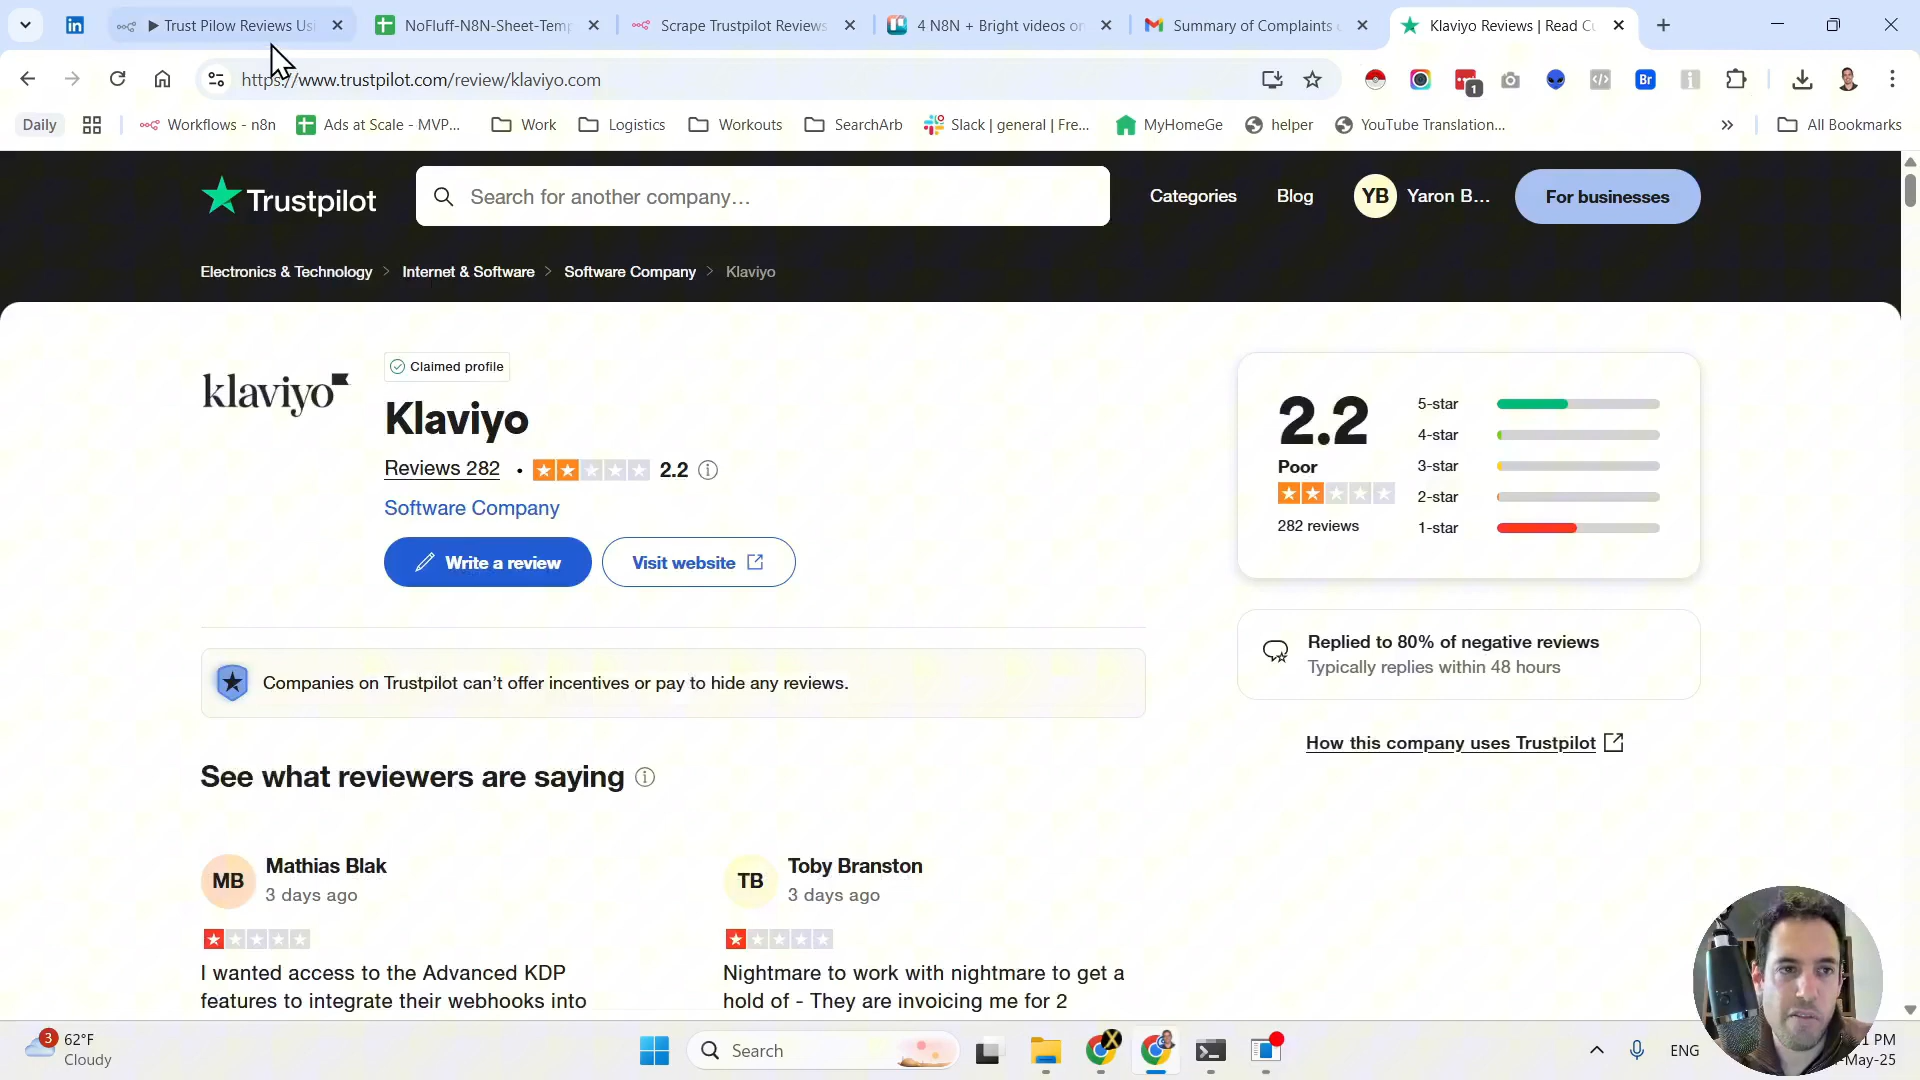 Trust Pilow Reviews Usi
NoFluff-N8N-Sheet-Temp
Scrape Trustpilot Reviews
4 N8N + Bright videos on
Summary of Complaints
Klaviyo Reviews | Read Cu
https://www.trustpilot.com/review/klaviyo.com
Br
1
Daily
Workflows - n8n
Ads at Scale - MVP...
Work
Logistics
Workouts
SearchArb
Slack | general | Fre...
MyHomeGe
helper
YouTube Translation...
All Bookmarks
Trustpilot
Search for another company...
Categories
Blog
YB
Yaron B...
For businesses
Electronics & Technology
Internet & Software
Software Company
Klaviyo
klaviyo
Claimed profile
Klaviyo
Reviews 282 • 2.2
Software Company
Write a review
Visit website
2.2
Poor
282 reviews
5-star
4-star
3-star
2-star
1-star
Replied to 80% of negative reviews
Typically replies within 48 hours
How this company uses Trustpilot
Companies on Trustpilot can't offer incentives or pay to hide any reviews.
See what reviewers are saying
MB
Mathias Blak
3 days ago
I wanted access to the Advanced KDP
features to integrate their webhooks into
TB
Toby Branston
3 days ago
Nightmare to work with nightmare to get a
hold of - They are invoicing me for 2
3
62°F
Cloudy
Search
ENG
1 PM
-May-25